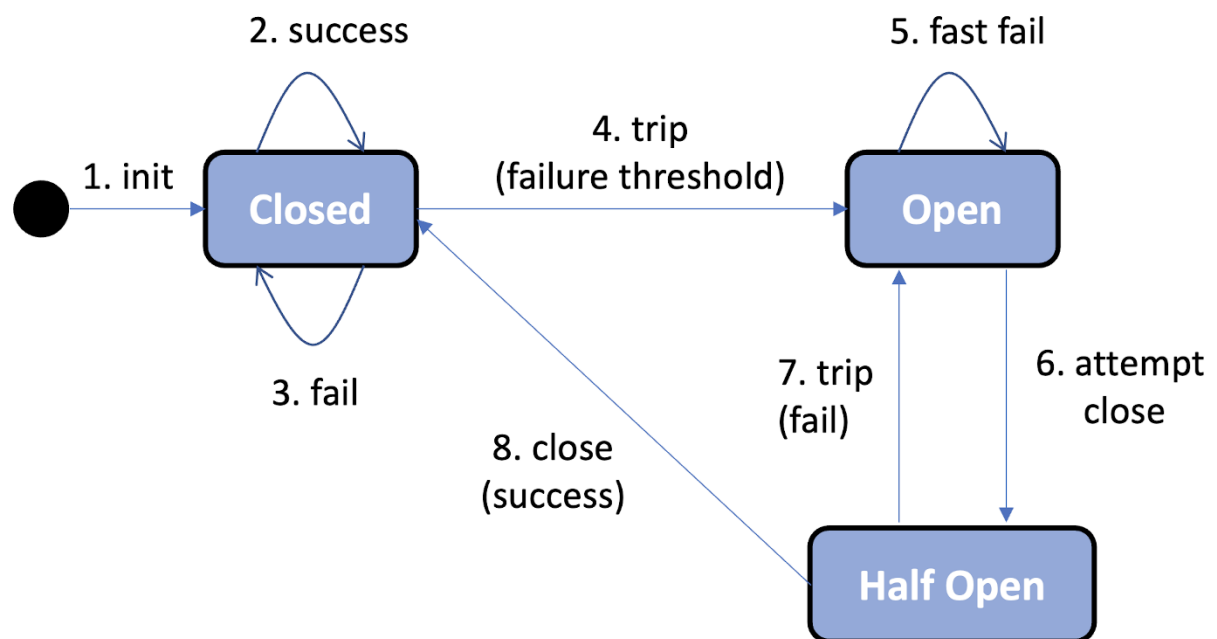 2. success
5. fast fail
4. trip
(failure threshold)
1. init
Closed
Open
3. fail
7. trip
(fail)
6. attempt
close
8. close
(success)
Half Open